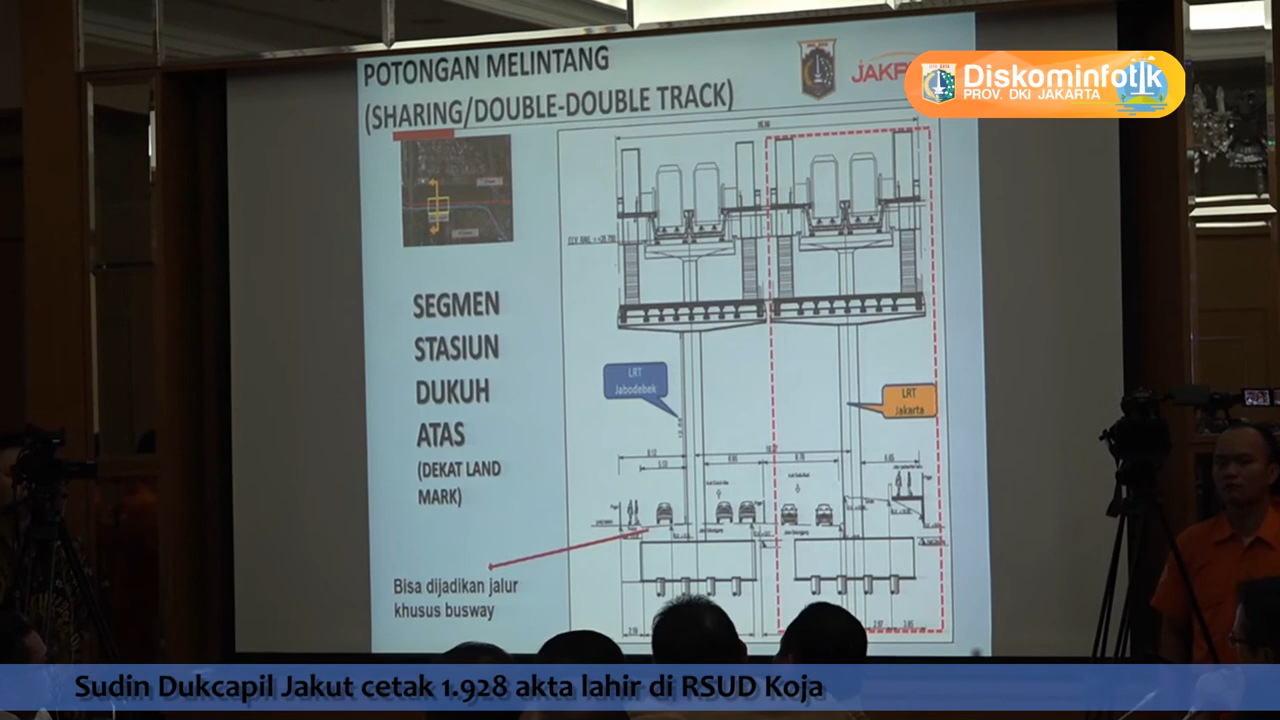 POTONGAN MELINTANG
(SHARING/DOUBLE-DOUBLE TRACK)
Diskominfotik
PROV. DKI JAKARTA
SEGMEN
STASIUN
DUKUH
ATAS
(DEKAT LAND
MARK)
LRT
Jabodebek
LRT
Jakarta
Bisa dijadikan jalur
khusus busway
Sudin Dukcapil Jakut cetak 1.928 akta lahir di RSUD Koja